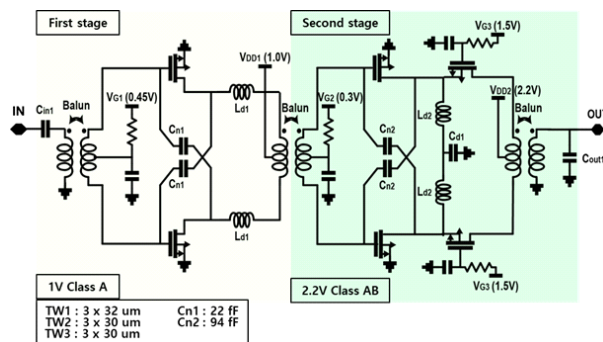 First stage
Second stage
VG3 (1.5V)
VDD1 (1.0V)
VDD2 (2.2V)
IN
Cin1
Balun
VG1 (0.45V)
Cn1
Cn1
Ld1
Ld1
Balun
VG2 (0.3V)
Cn2
Cn2
Ld2
Cd1
Ld2
Balun
OUT
Cout1
VG3 (1.5V)
1V Class A
2.2V Class AB
TW1 : 3 x 32 um
Cn1 : 22 fF
TW2 : 3 x 30 um
Cn2 : 94 fF
TW3 : 3 x 30 um